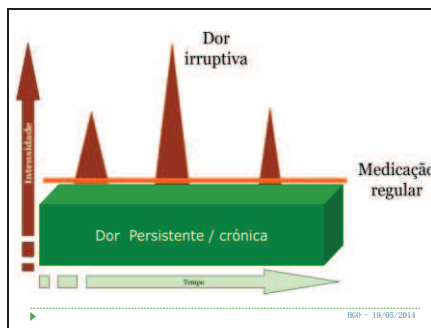 Dor
irruptiva
Intensidade
Medicação
regular
Dor Persistente / crónica
Tempo
HGO - 19/05/2014